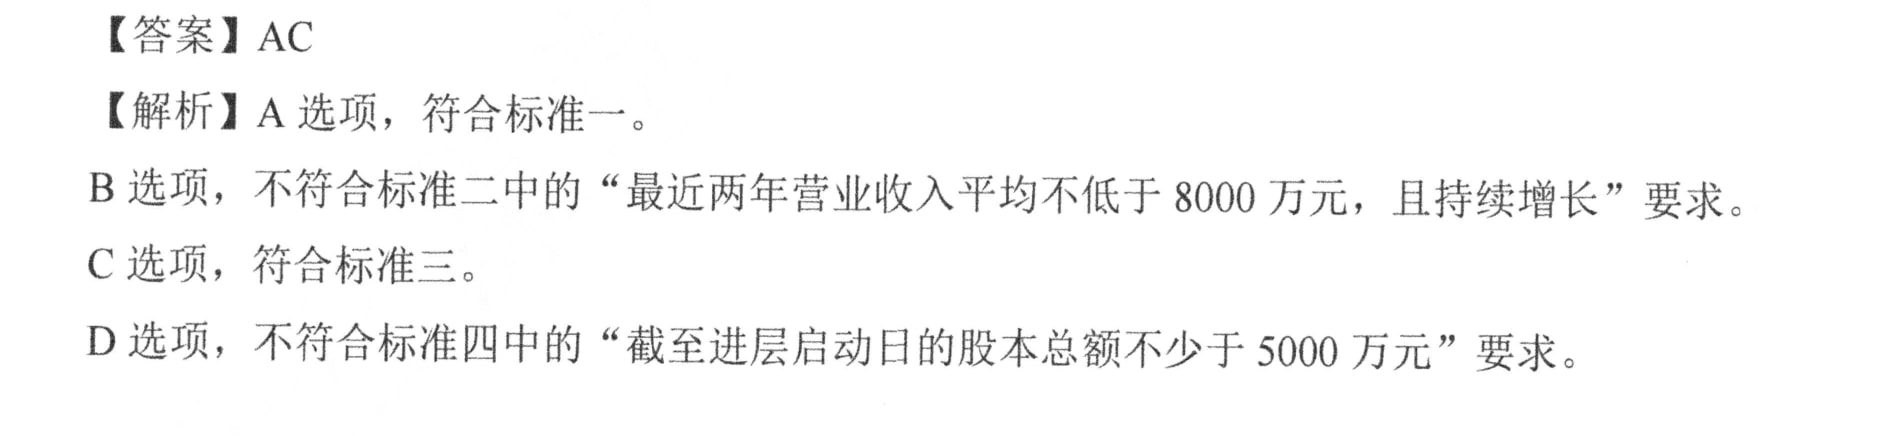 【答案】AC
【解析】A 选项，符合标准一。
B 选项，不符合标准二中的“最近两年营业收入平均不低于 8000 万元，且持续增长”要求。
C 选项，符合标准三。
D 选项，不符合标准四中的“截至进层启动日的股本总额不少于 5000 万元”要求。